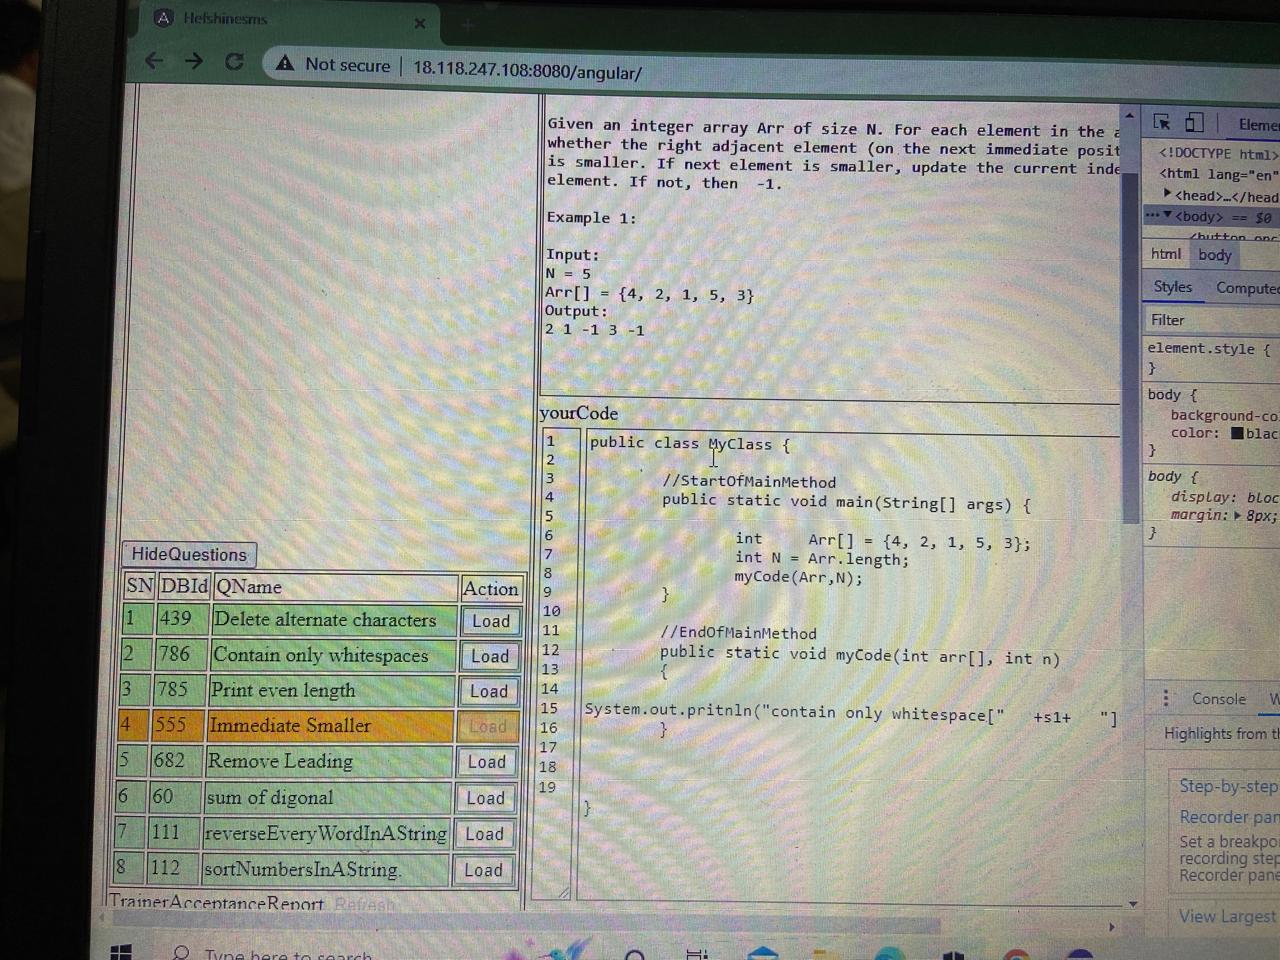 Hefshinesms
Not secure | 18.118.247.108:8080/angular/
Given an integer array Arr of size N. For each element in the a
whether the right adjacent element (on the next immediate posit
is smaller. If next element is smaller, update the current inde
element. If not, then -1.
Example 1:
Input:
N = 5
Arr[] = {4, 2, 1, 5, 3}
Output:
2 1 -1 3 -1
yourCode
1 public class MyClass {
2
3 //StartOfMainMethod
4 public static void main(String[] args) {
5
6 int Arr[] = {4, 2, 1, 5, 3};
7 int N = Arr.length;
8 myCode(Arr,N);
9 }
10
11 //EndOfMainMethod
12 public static void myCode(int arr[], int n)
13 {
14
15 System.out.pritnln("contain only whitespace[" +s1+ "]
16 }
17
18
19
}
HideQuestions
SN DBId QName Action
1 439 Delete alternate characters Load
2 786 Contain only whitespaces Load
3 785 Print even length Load
4 555 Immediate Smaller Load
5 682 Remove Leading Load
6 60 sum of digonal Load
7 111 reverseEveryWordInAString Load
8 112 sortNumbersInAString. Load
TrainerAcceptanceReport Refresh
Eleme
<!DOCTYPE html>
<html lang="en"
<head>…</head
<body> == $0
<button onc
html body
Styles Compute
Filter
element.style {
}
body {
background-co
color: blac
}
body {
display: bloc
margin: 8px;
}
Console W
Highlights from th
Step-by-step
Recorder pan
Set a breakpo
recording step
Recorder pane
View Largest
Type here to search